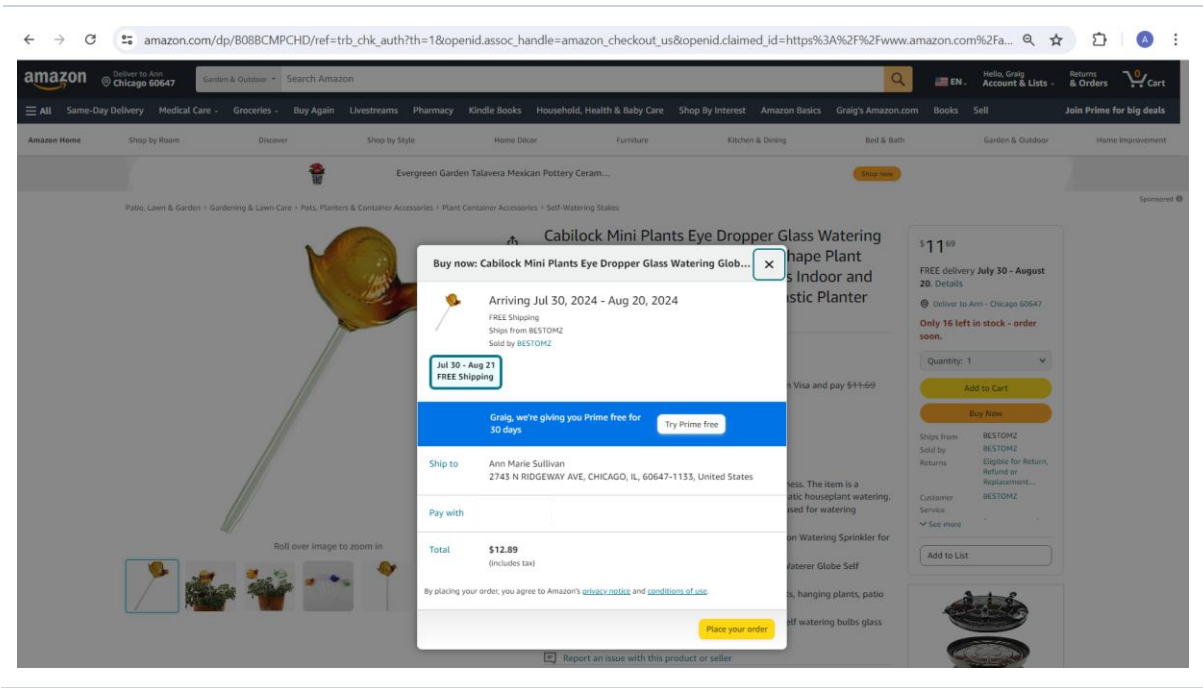 amazon.com/dp/B08BCMPCHD/ref=trb_chk_auth?th=1&openid.assoc_handle=amazon_checkout_us&openid.claimed_id=https%3A%2F%2Fwww.amazon.com%2Fa...
A
amazon
Deliver to Ann
Chicago 60647
Garden & Outdoor
Search Amazon
EN
Hello, Graig
Account & Lists
Returns
& Orders
0
Cart
All
Same-Day Delivery
Medical Care
Groceries
Buy Again
Livestreams
Pharmacy
Kindle Books
Household, Health & Baby Care
Shop By Interest
Amazon Basics
Graig's Amazon.com
Books
Sell
Join Prime for big deals
Amazon Home
Shop by Room
Discover
Shop by Style
Home Décor
Furniture
Kitchen & Dining
Bed & Bath
Garden & Outdoor
Home Improvement
Evergreen Garden Talavera Mexican Pottery Ceram...
Shop now
Sponsored
Patio, Lawn & Garden › Gardening & Lawn Care › Pots, Planters & Container Accessories › Plant Container Accessories › Self-Watering Stakes
Cabilock Mini Plants Eye Dropper Glass Watering
hape Plant
s Indoor and
astic Planter
n Visa and pay $11.69
ness. The item is a
atic houseplant watering.
used for watering
on Watering Sprinkler for
Waterer Globe Self
ts, hanging plants, patio
elf watering bulbs glass
Report an issue with this product or seller
Roll over image to zoom in
Buy now: Cabilock Mini Plants Eye Dropper Glass Watering Glob...
Arriving Jul 30, 2024 - Aug 20, 2024
FREE Shipping
Ships from BESTOMZ
Sold by BESTOMZ
Jul 30 - Aug 21
FREE Shipping
Graig, we're giving you Prime free for
30 days
Try Prime free
Ship to
Ann Marie Sullivan
2743 N RIDGEWAY AVE, CHICAGO, IL, 60647-1133, United States
Pay with
Total
$12.89
(includes tax)
By placing your order, you agree to Amazon's privacy notice and conditions of use.
Place your order
$1169
FREE delivery July 30 - August
20. Details
Deliver to Ann - Chicago 60647
Only 16 left in stock - order
soon.
Quantity: 1
Add to Cart
Buy Now
Ships from BESTOMZ
Sold by BESTOMZ
Returns Eligible for Return,
Refund or
Replacement...
Customer BESTOMZ
Service
See more
Add to List